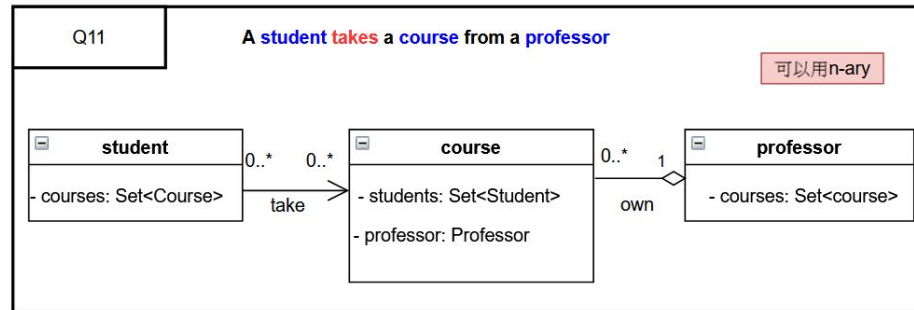 Q11
A student takes a course from a professor
可以用n-ary
student
- courses: Set<Course>
0..*
0..*
take
course
- students: Set<Student>
- professor: Professor
0..*
1
own
professor
- courses: Set<course>